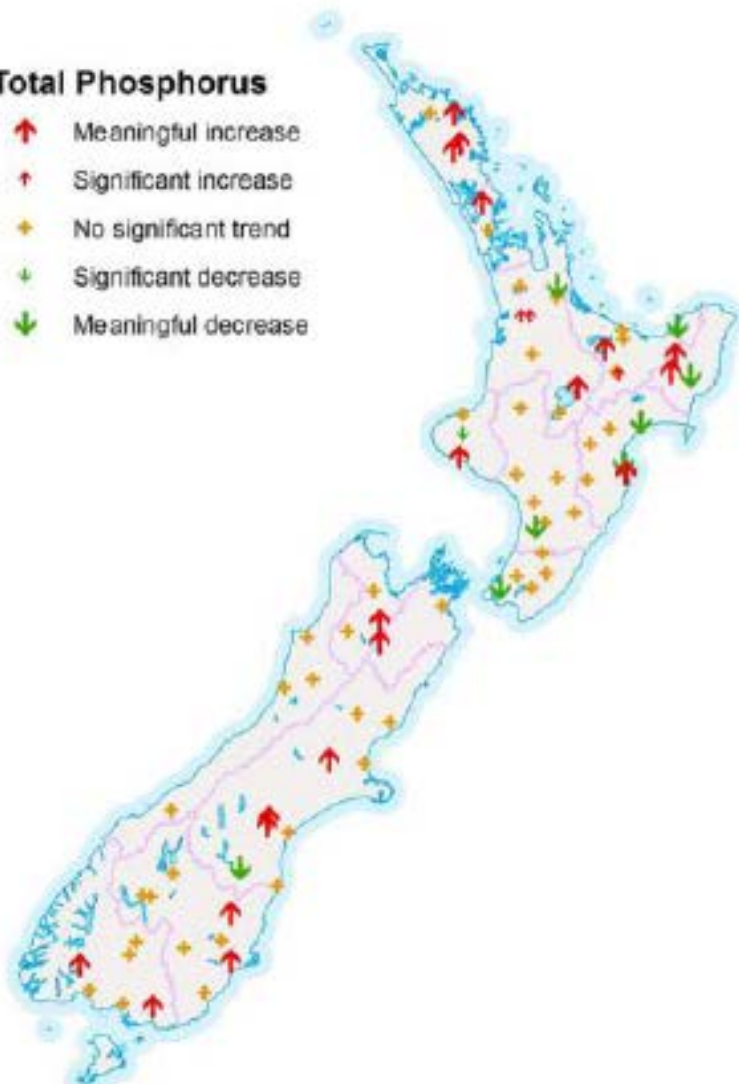 Total Phosphorus
Meaningful increase
Significant increase
No significant trend
Significant decrease
Meaningful decrease